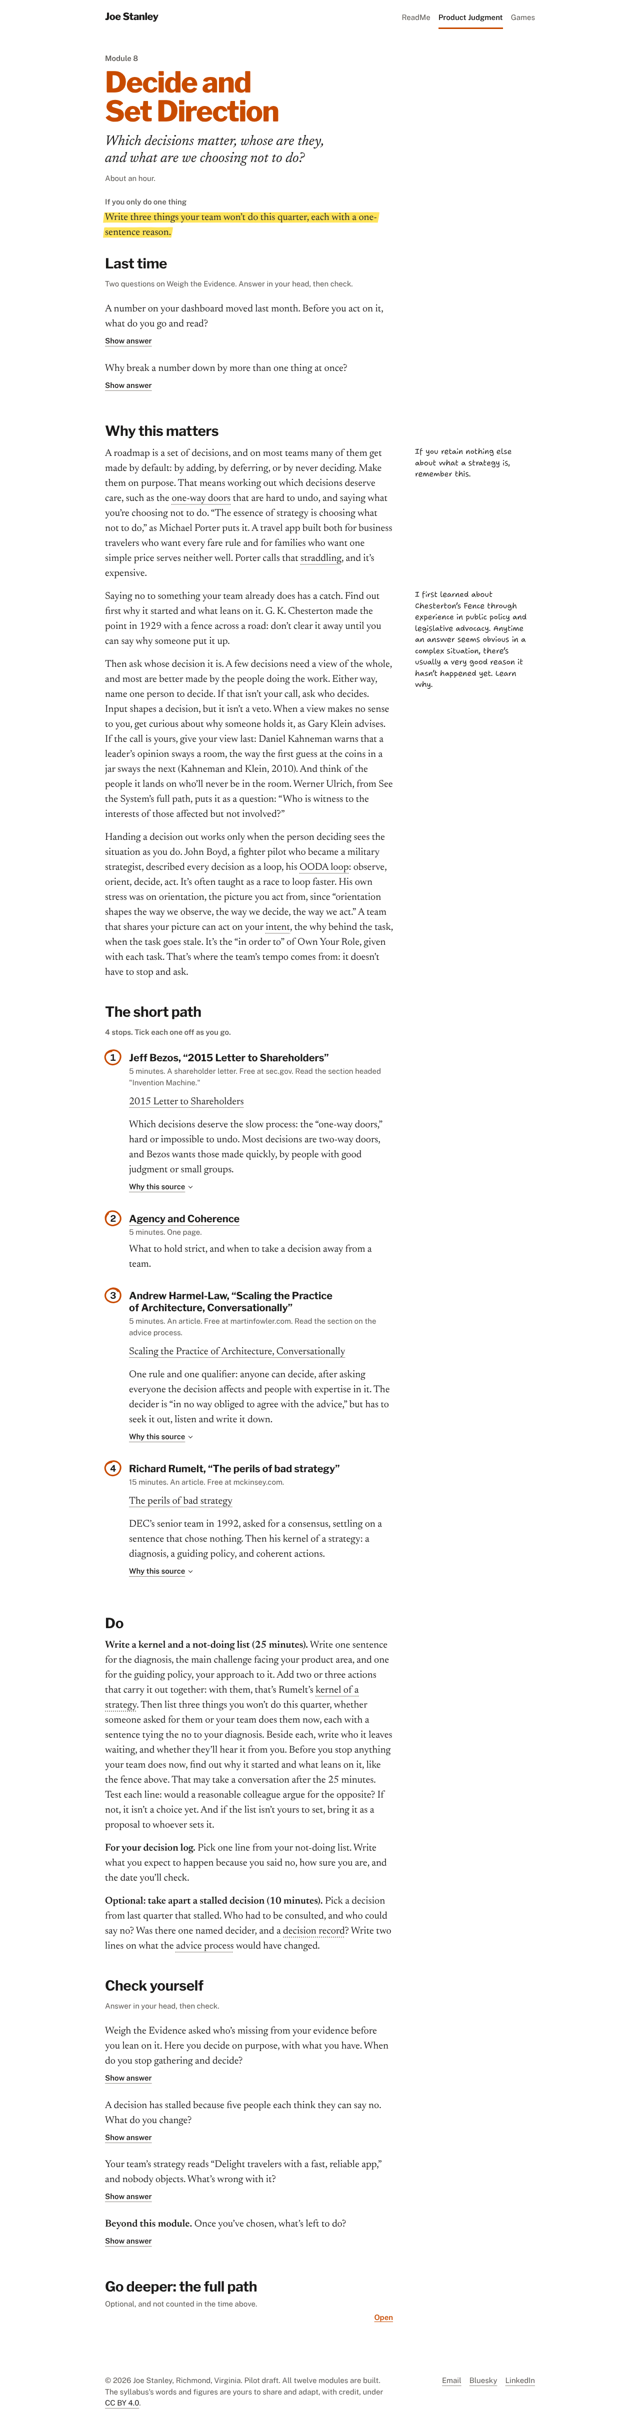 Joe Stanley
ReadMe Product Judgment Games
Module 8
Decide and
Set Direction
Which decisions matter, whose are they,
and what are we choosing not to do?
About an hour.
If you only do one thing
Write three things your team won’t do this quarter, each with a one-
sentence reason.
Last time
Two questions on Weigh the Evidence. Answer in your head, then check.
A number on your dashboard moved last month. Before you act on it,
what do you go and read?
Show answer
Why break a number down by more than one thing at once?
Show answer
Why this matters
A roadmap is a set of decisions, and on most teams many of them get
made by default: by adding, by deferring, or by never deciding. Make
them on purpose. That means working out which decisions deserve
care, such as the one-way doors that are hard to undo, and saying what
you’re choosing not to do. “The essence of strategy is choosing what
not to do,” as Michael Porter puts it. A travel app built both for business
travelers who want every fare rule and for families who want one
simple price serves neither well. Porter calls that straddling, and it’s
expensive.
If you retain nothing else
about what a strategy is,
remember this.
Saying no to something your team already does has a catch. Find out
first why it started and what leans on it. G. K. Chesterton made the
point in 1929 with a fence across a road: don’t clear it away until you
can say why someone put it up.
I first learned about
Chesterton’s Fence through
experience in public policy and
legislative advocacy. Anytime
an answer seems obvious in a
complex situation, there’s
usually a very good reason it
hasn’t happened yet. Learn
why.
Then ask whose decision it is. A few decisions need a view of the whole,
and most are better made by the people doing the work. Either way,
name one person to decide. If that isn’t your call, ask who decides.
Input shapes a decision, but it isn’t a veto. When a view makes no sense
to you, get curious about why someone holds it, as Gary Klein advises.
If the call is yours, give your view last: Daniel Kahneman warns that a
leader’s opinion sways a room, the way the first guess at the coins in a
jar sways the next (Kahneman and Klein, 2010). And think of the
people it lands on who’ll never be in the room. Werner Ulrich, from See
the System’s full path, puts it as a question: “Who is witness to the
interests of those affected but not involved?”
Handing a decision out works only when the person deciding sees the
situation as you do. John Boyd, a fighter pilot who became a military
strategist, described every decision as a loop, his OODA loop: observe,
orient, decide, act. It’s often taught as a race to loop faster. His own
stress was on orientation, the picture you act from, since “orientation
shapes the way we observe, the way we decide, the way we act.” A team
that shares your picture can act on your intent, the why behind the task,
when the task goes stale. It’s the “in order to” of Own Your Role, given
with each task. That’s where the team’s tempo comes from: it doesn’t
have to stop and ask.
The short path
4 stops. Tick each one off as you go.
1 Jeff Bezos, “2015 Letter to Shareholders”
5 minutes. A shareholder letter. Free at sec.gov. Read the section headed
"Invention Machine."
2015 Letter to Shareholders
Which decisions deserve the slow process: the “one-way doors,”
hard or impossible to undo. Most decisions are two-way doors,
and Bezos wants those made quickly, by people with good
judgment or small groups.
Why this source
2 Agency and Coherence
5 minutes. One page.
What to hold strict, and when to take a decision away from a
team.
3 Andrew Harmel-Law, “Scaling the Practice
of Architecture, Conversationally”
5 minutes. An article. Free at martinfowler.com. Read the section on the
advice process.
Scaling the Practice of Architecture, Conversationally
One rule and one qualifier: anyone can decide, after asking
everyone the decision affects and people with expertise in it. The
decider is “in no way obliged to agree with the advice,” but has to
seek it out, listen and write it down.
Why this source
4 Richard Rumelt, “The perils of bad strategy”
15 minutes. An article. Free at mckinsey.com.
The perils of bad strategy
DEC’s senior team in 1992, asked for a consensus, settling on a
sentence that chose nothing. Then his kernel of a strategy: a
diagnosis, a guiding policy, and coherent actions.
Why this source
Do
Write a kernel and a not-doing list (25 minutes). Write one sentence
for the diagnosis, the main challenge facing your product area, and one
for the guiding policy, your approach to it. Add two or three actions
that carry it out together: with them, that’s Rumelt’s kernel of a
strategy. Then list three things you won’t do this quarter, whether
someone asked for them or your team does them now, each with a
sentence tying the no to your diagnosis. Beside each, write who it leaves
waiting, and whether they’ll hear it from you. Before you stop anything
your team does now, find out why it started and what leans on it, like
the fence above. That may take a conversation after the 25 minutes.
Test each line: would a reasonable colleague argue for the opposite? If
not, it isn’t a choice yet. And if the list isn’t yours to set, bring it as a
proposal to whoever sets it.
For your decision log. Pick one line from your not-doing list. Write
what you expect to happen because you said no, how sure you are, and
the date you’ll check.
Optional: take apart a stalled decision (10 minutes). Pick a decision
from last quarter that stalled. Who had to be consulted, and who could
say no? Was there one named decider, and a decision record? Write two
lines on what the advice process would have changed.
Check yourself
Answer in your head, then check.
Weigh the Evidence asked who’s missing from your evidence before
you lean on it. Here you decide on purpose, with what you have. When
do you stop gathering and decide?
Show answer
A decision has stalled because five people each think they can say no.
What do you change?
Show answer
Your team’s strategy reads “Delight travelers with a fast, reliable app,”
and nobody objects. What’s wrong with it?
Show answer
Beyond this module. Once you’ve chosen, what’s left to do?
Show answer
Go deeper: the full path
Optional, and not counted in the time above.
Open
© 2026 Joe Stanley, Richmond, Virginia. Pilot draft. All twelve modules are built.
The syllabus’s words and figures are yours to share and adapt, with credit, under
CC BY 4.0.
Email Bluesky LinkedIn